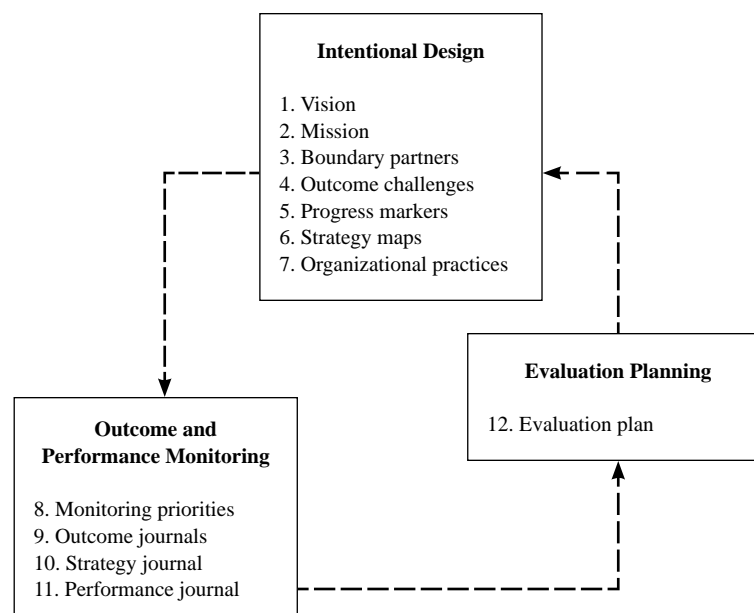 Intentional Design
1. Vision
2. Mission
3. Boundary partners
4. Outcome challenges
5. Progress markers
6. Strategy maps
7. Organizational practices
Evaluation Planning
12. Evaluation plan
Outcome and
Performance Monitoring
8. Monitoring priorities
9. Outcome journals
10. Strategy journal
11. Performance journal